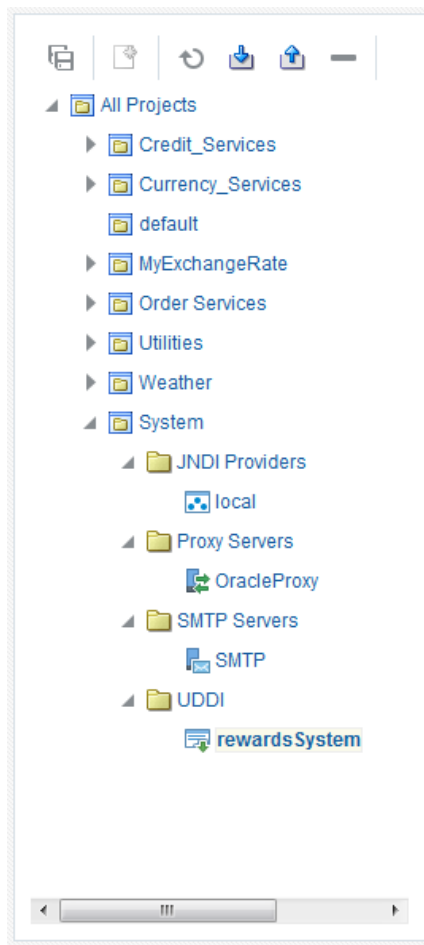 All Projects
Credit_Services
Currency_Services
default
MyExchangeRate
Order Services
Utilities
Weather
System
JNDI Providers
local
Proxy Servers
OracleProxy
SMTP Servers
SMTP
UDDI
rewardsSystem